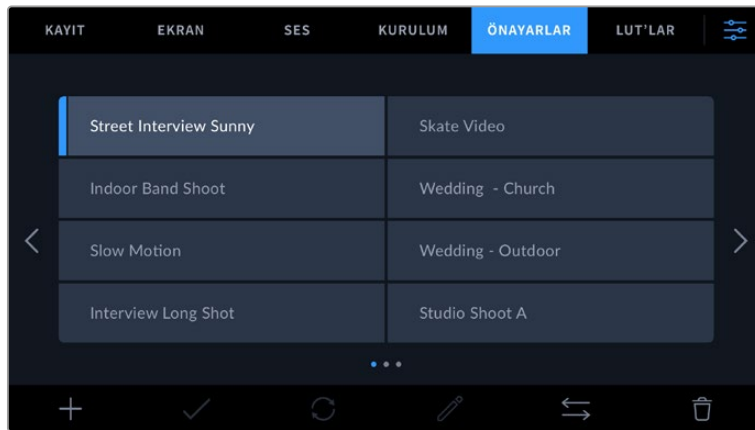 KAYIT EKRAN SES KURULUM ÖNAYARLAR LUT'LAR
Street Interview Sunny Skate Video
Indoor Band Shoot Wedding - Church
Slow Motion Wedding - Outdoor
Interview Long Shot Studio Shoot A